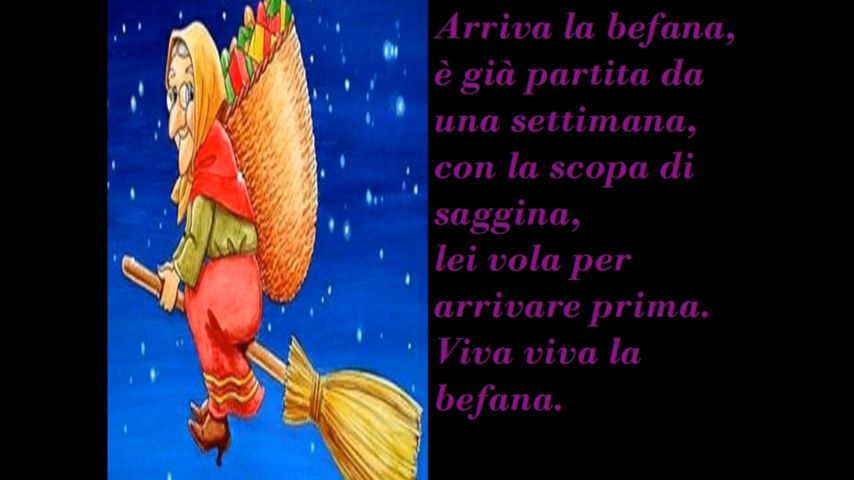 Arriva la befana,
è già partita da
una settimana,
con la scopa di
saggina,
lei vola per
arrivare prima.
Viva viva la
befana.